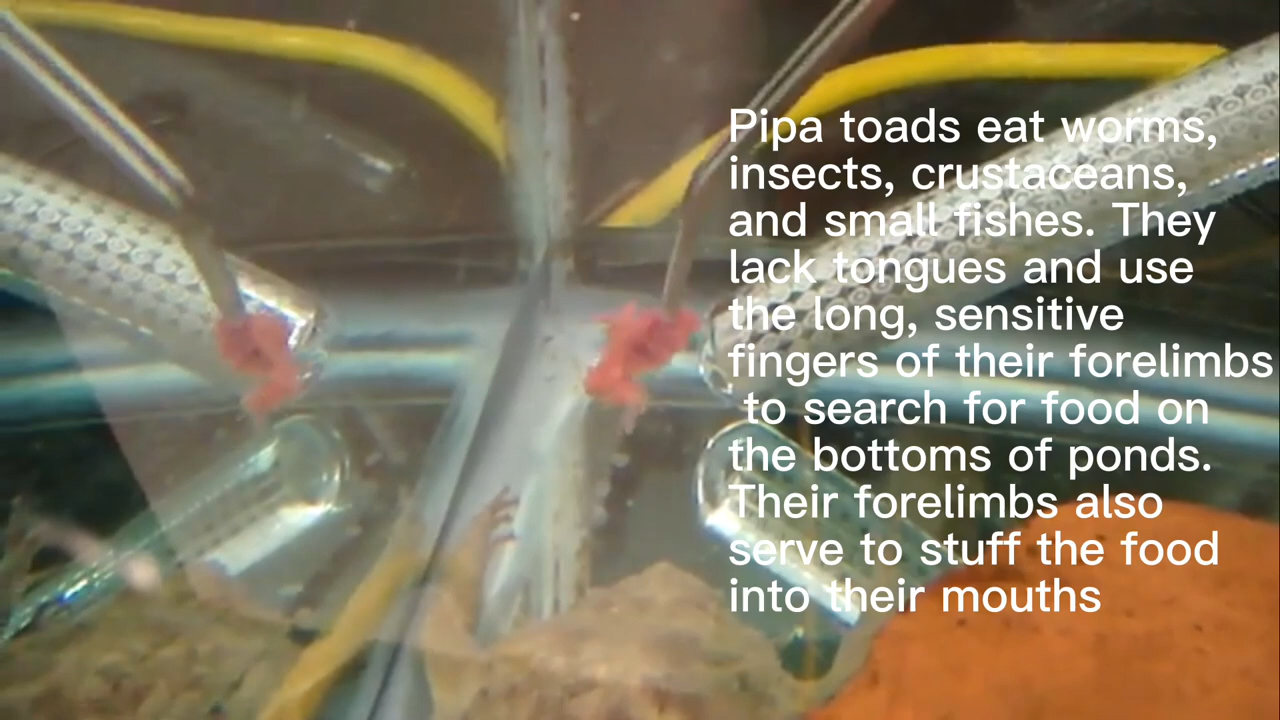 Pipa toads eat worms,
insects, crustaceans,
and small fishes. They
lack tongues and use
the long, sensitive
fingers of their forelimbs
to search for food on
the bottoms of ponds.
Their forelimbs also
serve to stuff the food
into their mouths